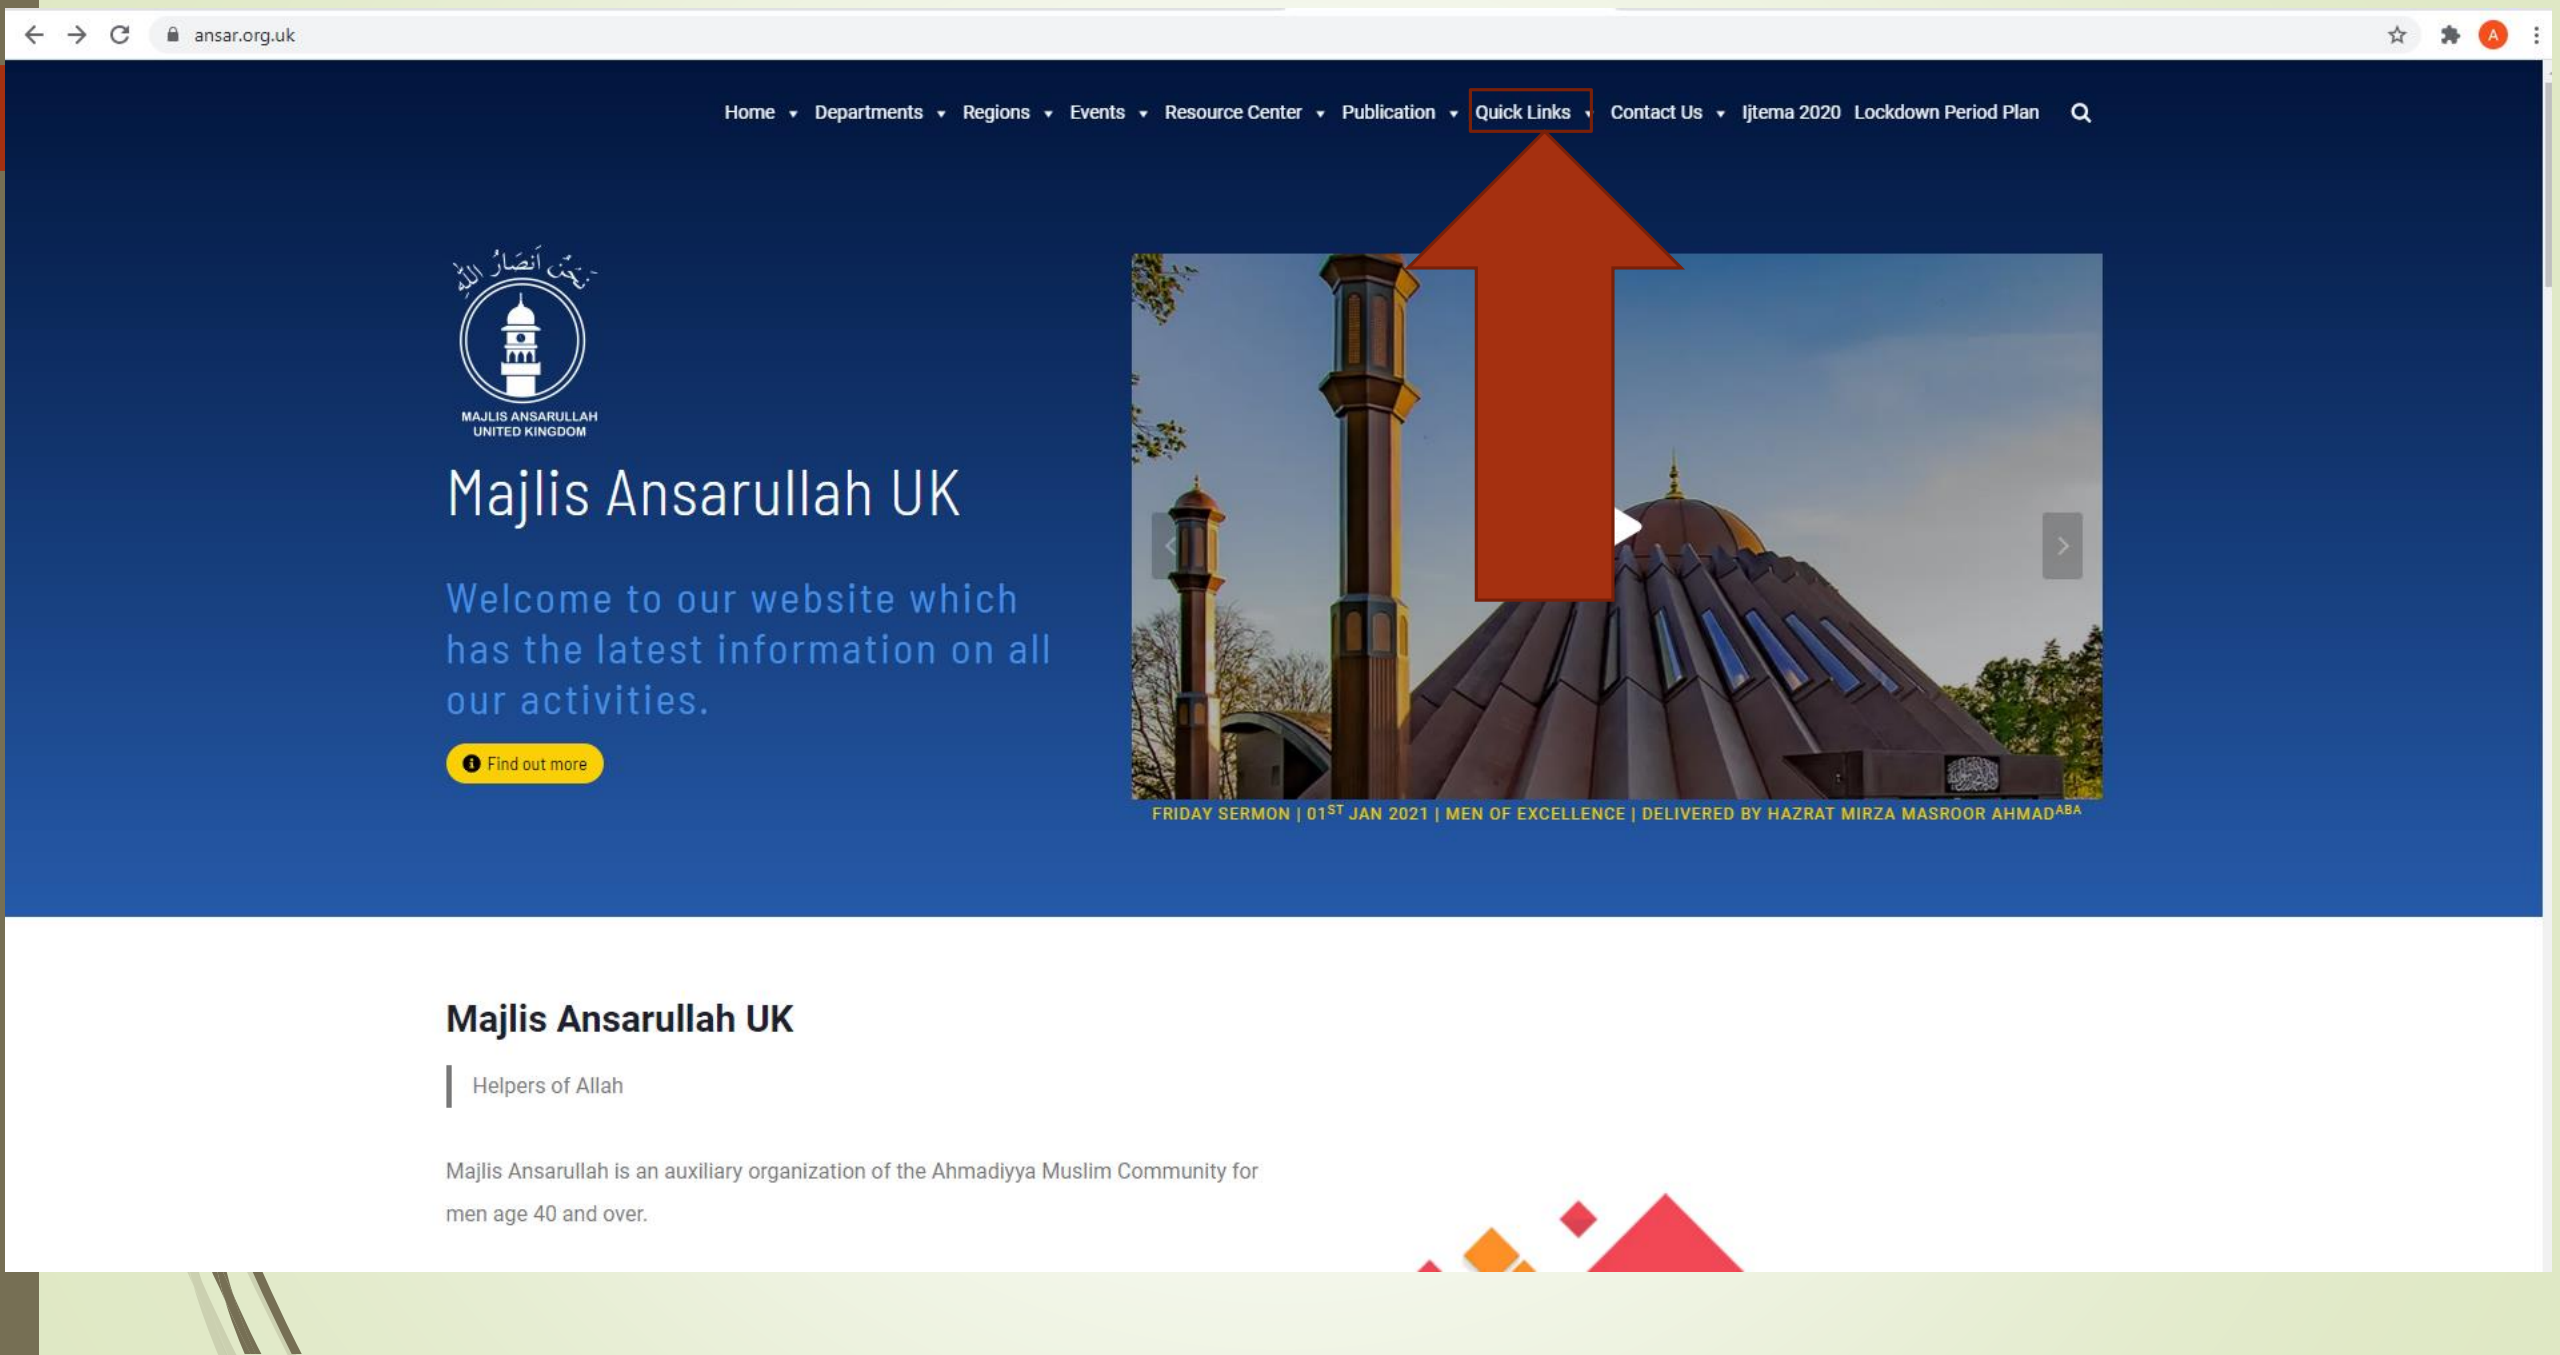 ansar.org.uk
A
Home Departments Regions Events Resource Center Publication Quick Links Contact Us Ijtema 2020 Lockdown Period Plan
نَحْنُ اَنْصَارُ اللّٰهِ
MAJLIS ANSARULLAH
UNITED KINGDOM
Majlis Ansarullah UK
Welcome to our website which
has the latest information on all
our activities.
Find out more
FRIDAY SERMON | 01ST JAN 2021 | MEN OF EXCELLENCE | DELIVERED BY HAZRAT MIRZA MASROOR AHMADABA
Majlis Ansarullah UK
Helpers of Allah
Majlis Ansarullah is an auxiliary organization of the Ahmadiyya Muslim Community for
men age 40 and over.